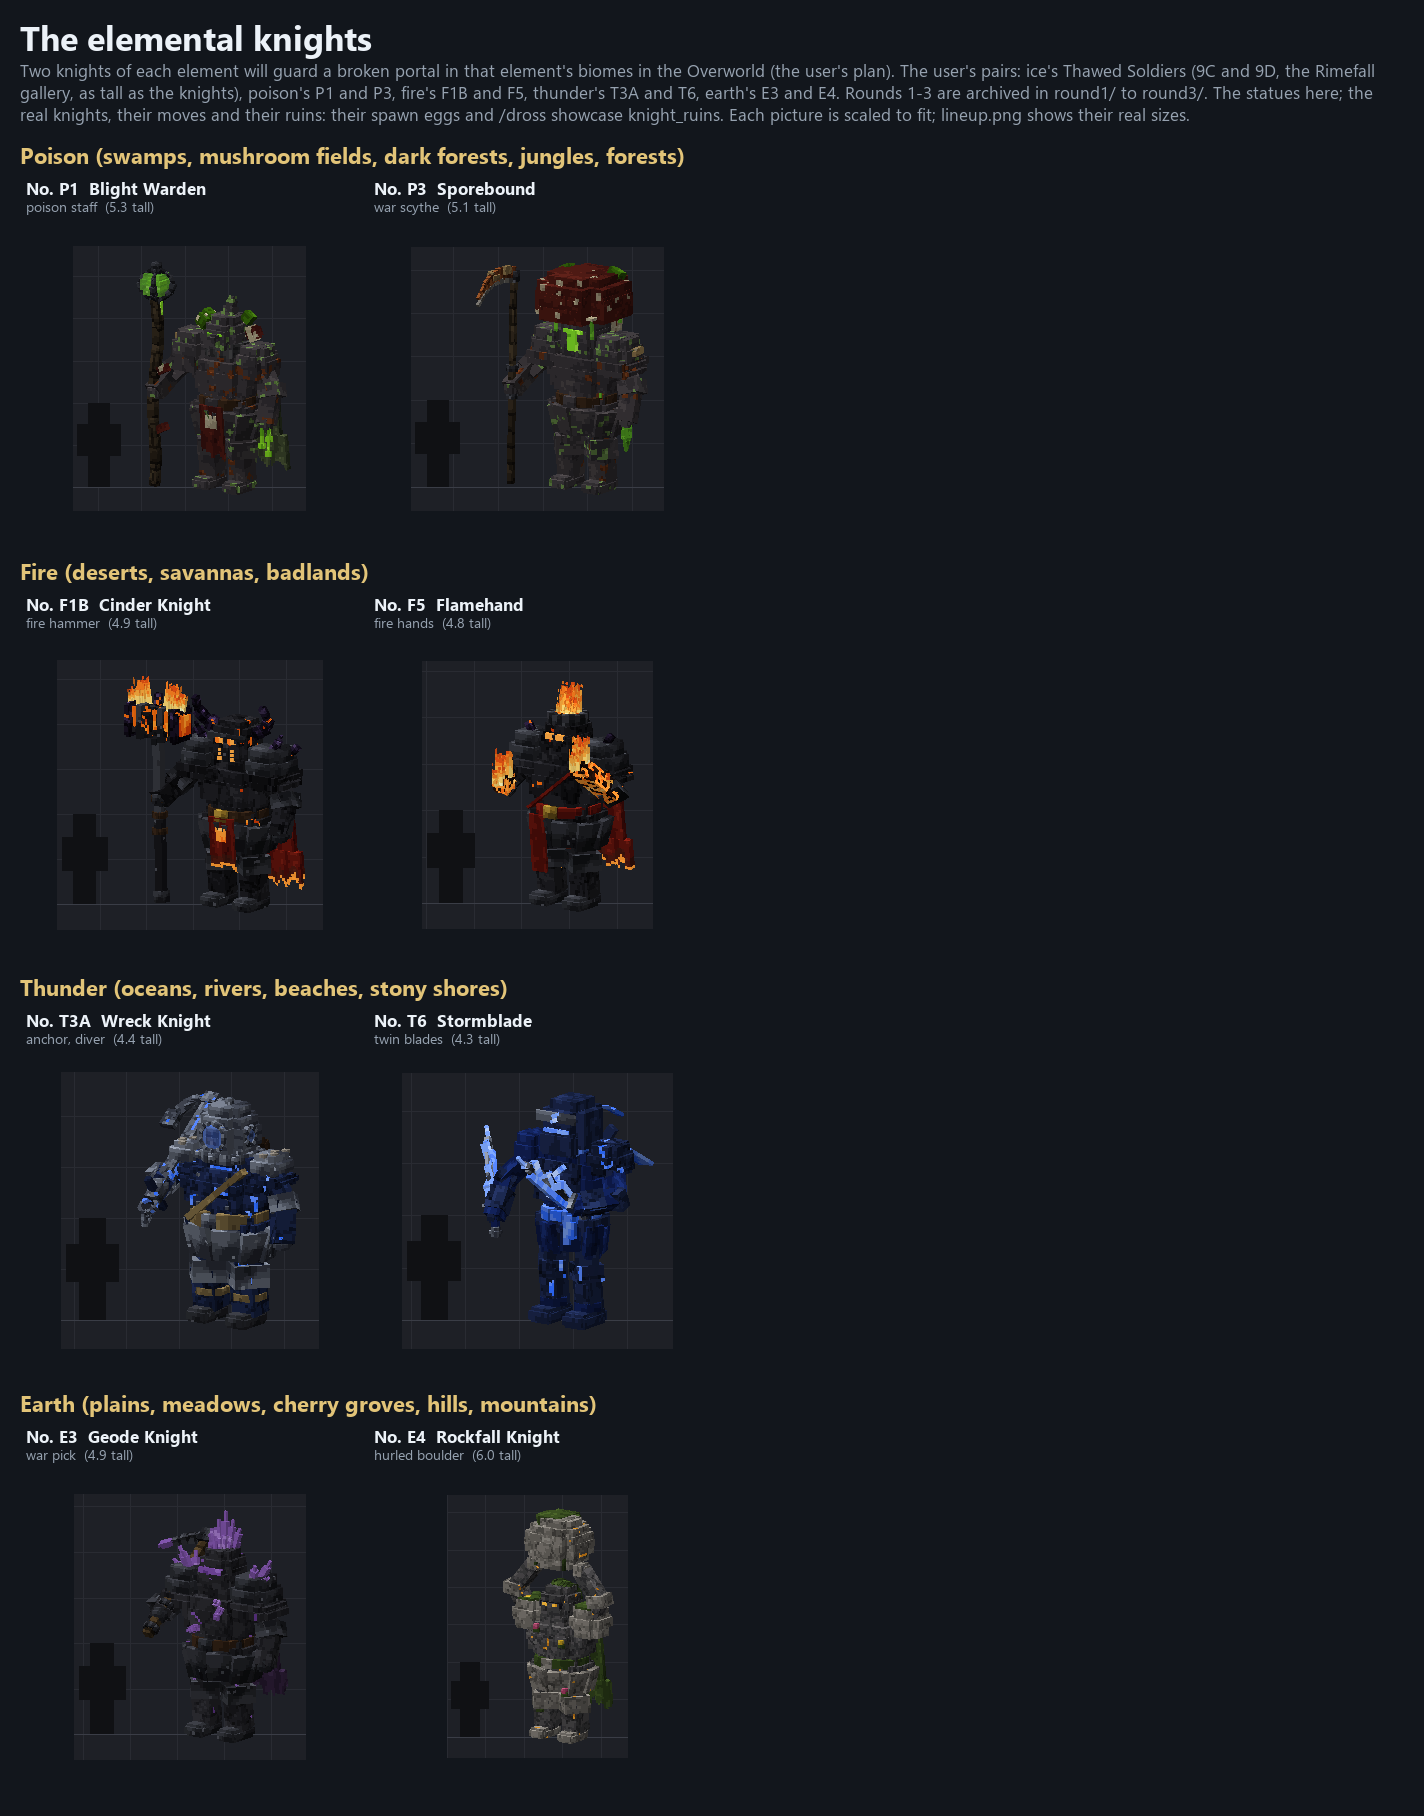 The elemental knights
Two knights of each element will guard a broken portal in that element's biomes in the Overworld (the user's plan). The user's pairs: ice's Thawed Soldiers (9C and 9D, the Rimefall
gallery, as tall as the knights), poison's P1 and P3, fire's F1B and F5, thunder's T3A and T6, earth's E3 and E4. Rounds 1-3 are archived in round1/ to round3/. The statues here; the
real knights, their moves and their ruins: their spawn eggs and /dross showcase knight_ruins. Each picture is scaled to fit; lineup.png shows their real sizes.
Poison (swamps, mushroom fields, dark forests, jungles, forests)
No. P1  Blight Warden
poison staff  (5.3 tall)
No. P3  Sporebound
war scythe  (5.1 tall)
Fire (deserts, savannas, badlands)
No. F1B  Cinder Knight
fire hammer  (4.9 tall)
No. F5  Flamehand
fire hands  (4.8 tall)
Thunder (oceans, rivers, beaches, stony shores)
No. T3A  Wreck Knight
anchor, diver  (4.4 tall)
No. T6  Stormblade
twin blades  (4.3 tall)
Earth (plains, meadows, cherry groves, hills, mountains)
No. E3  Geode Knight
war pick  (4.9 tall)
No. E4  Rockfall Knight
hurled boulder  (6.0 tall)